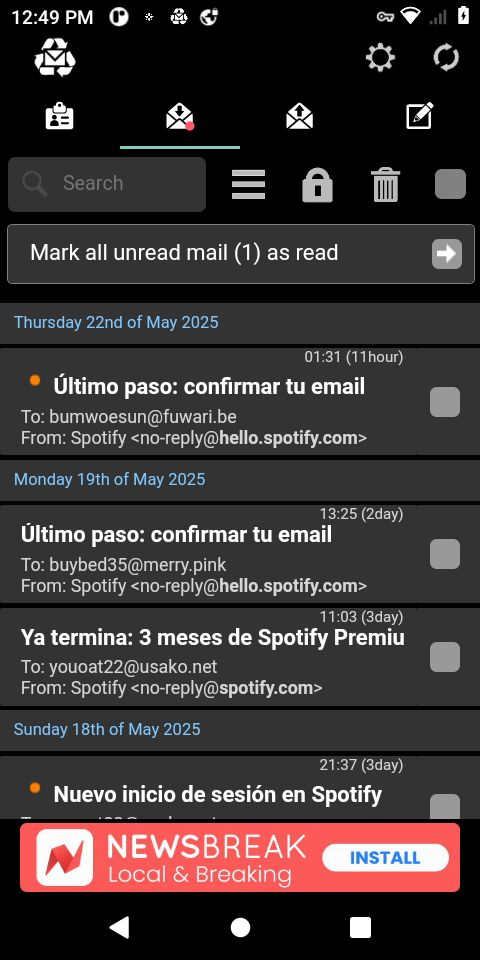 12:49 PM
Search
Mark all unread mail (1) as read
Thursday 22nd of May 2025
01:31 (11hour)
Último paso: confirmar tu email
To: bumwoesun@fuwari.be
From: Spotify <no-reply@hello.spotify.com>
Monday 19th of May 2025
13:25 (2day)
Último paso: confirmar tu email
To: buybed35@merry.pink
From: Spotify <no-reply@hello.spotify.com>
11:03 (3day)
Ya termina: 3 meses de Spotify Premiu
To: youoat22@usako.net
From: Spotify <no-reply@spotify.com>
Sunday 18th of May 2025
21:37 (3day)
Nuevo inicio de sesión en Spotify
NEWSBREAK
Local & Breaking
INSTALL